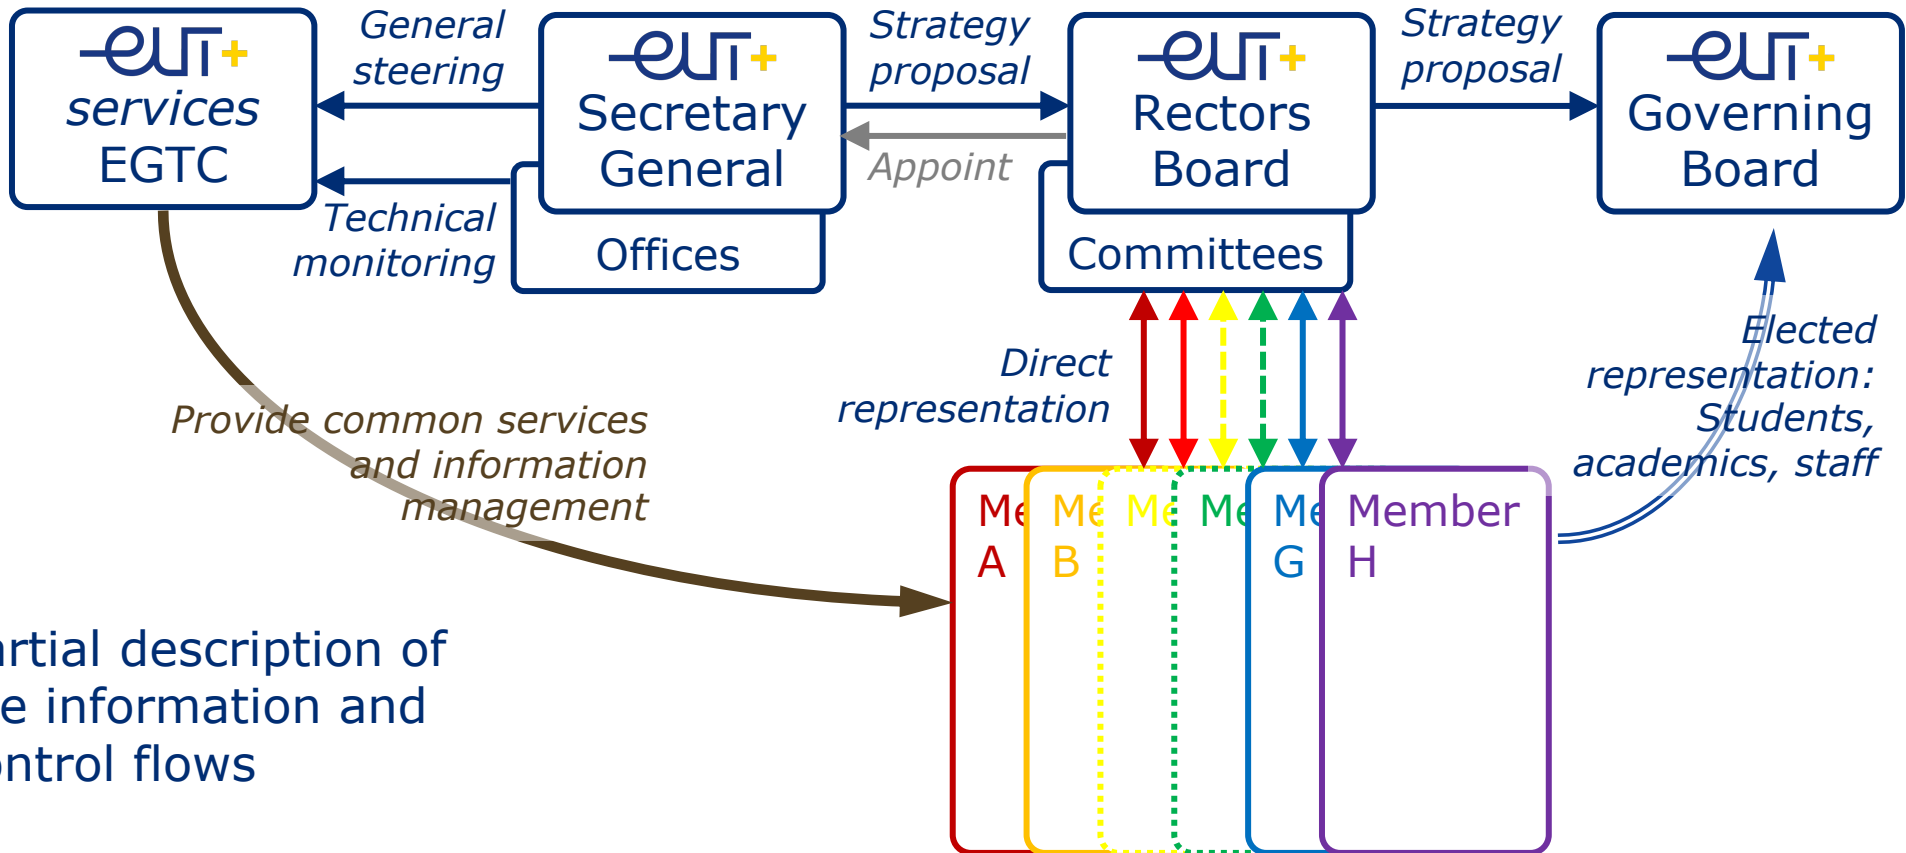 EUT+
services
EGTC
General
steering
Technical
monitoring
EUT+
Secretary
General
Offices
Strategy
proposal
Appoint
EUT+
Rectors
Board
Committees
Strategy
proposal
EUT+
Governing
Board
Direct
representation
Elected
representation:
Students,
academics, staff
Provide common services
and information
management
Me
A
Me
B
Me
Me
Me
G
Member
H
artial description of
e information and
ontrol flows